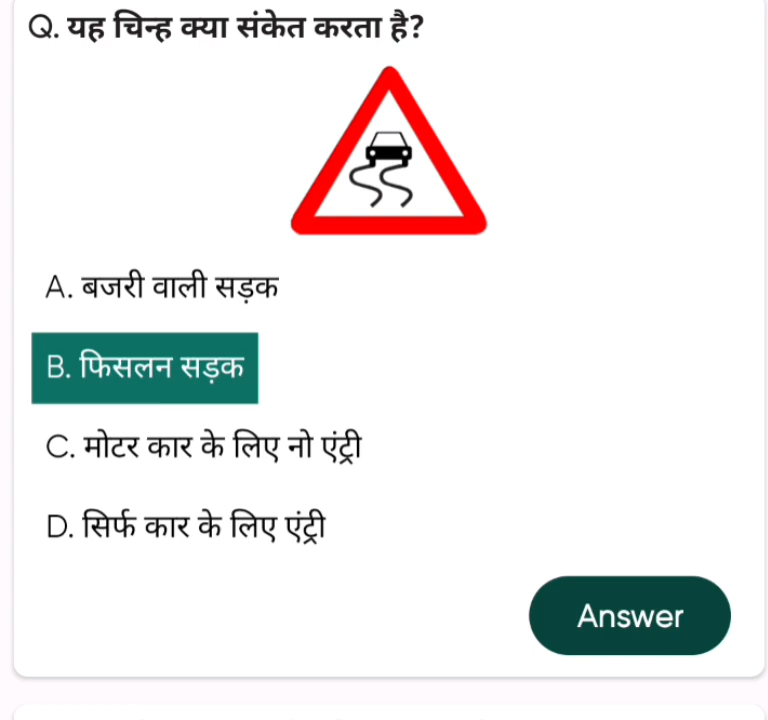 Q. यह चिन्ह क्या संकेत करता है?
A. बजरी वाली सड़क
B. फिसलन सड़क
C. मोटर कार के लिए नो एंट्री
D. सिर्फ कार के लिए एंट्री
Answer